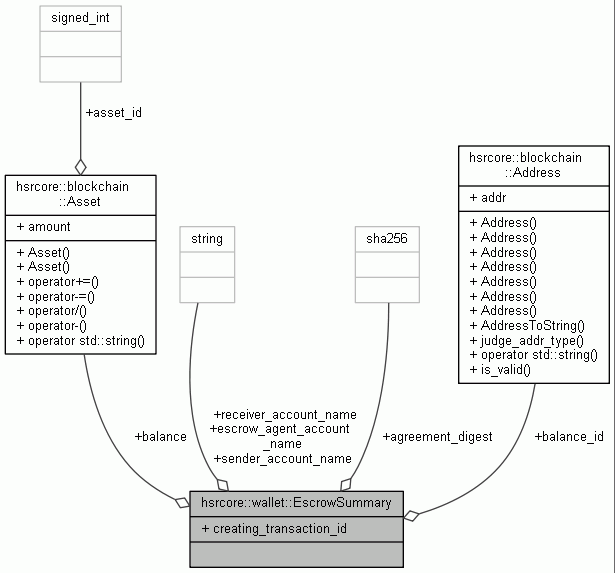 signed_int
+asset_id
hsrcore::blockchain
::Asset
+ amount
+ Asset()
+ Asset()
+ operator+=()
+ operator-=()
+ operator/()
+ operator-()
+ operator std::string()
string
sha256
hsrcore::blockchain
::Address
+ addr
+ Address()
+ Address()
+ Address()
+ Address()
+ Address()
+ Address()
+ Address()
+ AddressToString()
+ judge_addr_type()
+ operator std::string()
+ is_valid()
+balance
+receiver_account_name
+escrow_agent_account
_name
+sender_account_name
+agreement_digest
+balance_id
hsrcore::wallet::EscrowSummary
+ creating_transaction_id